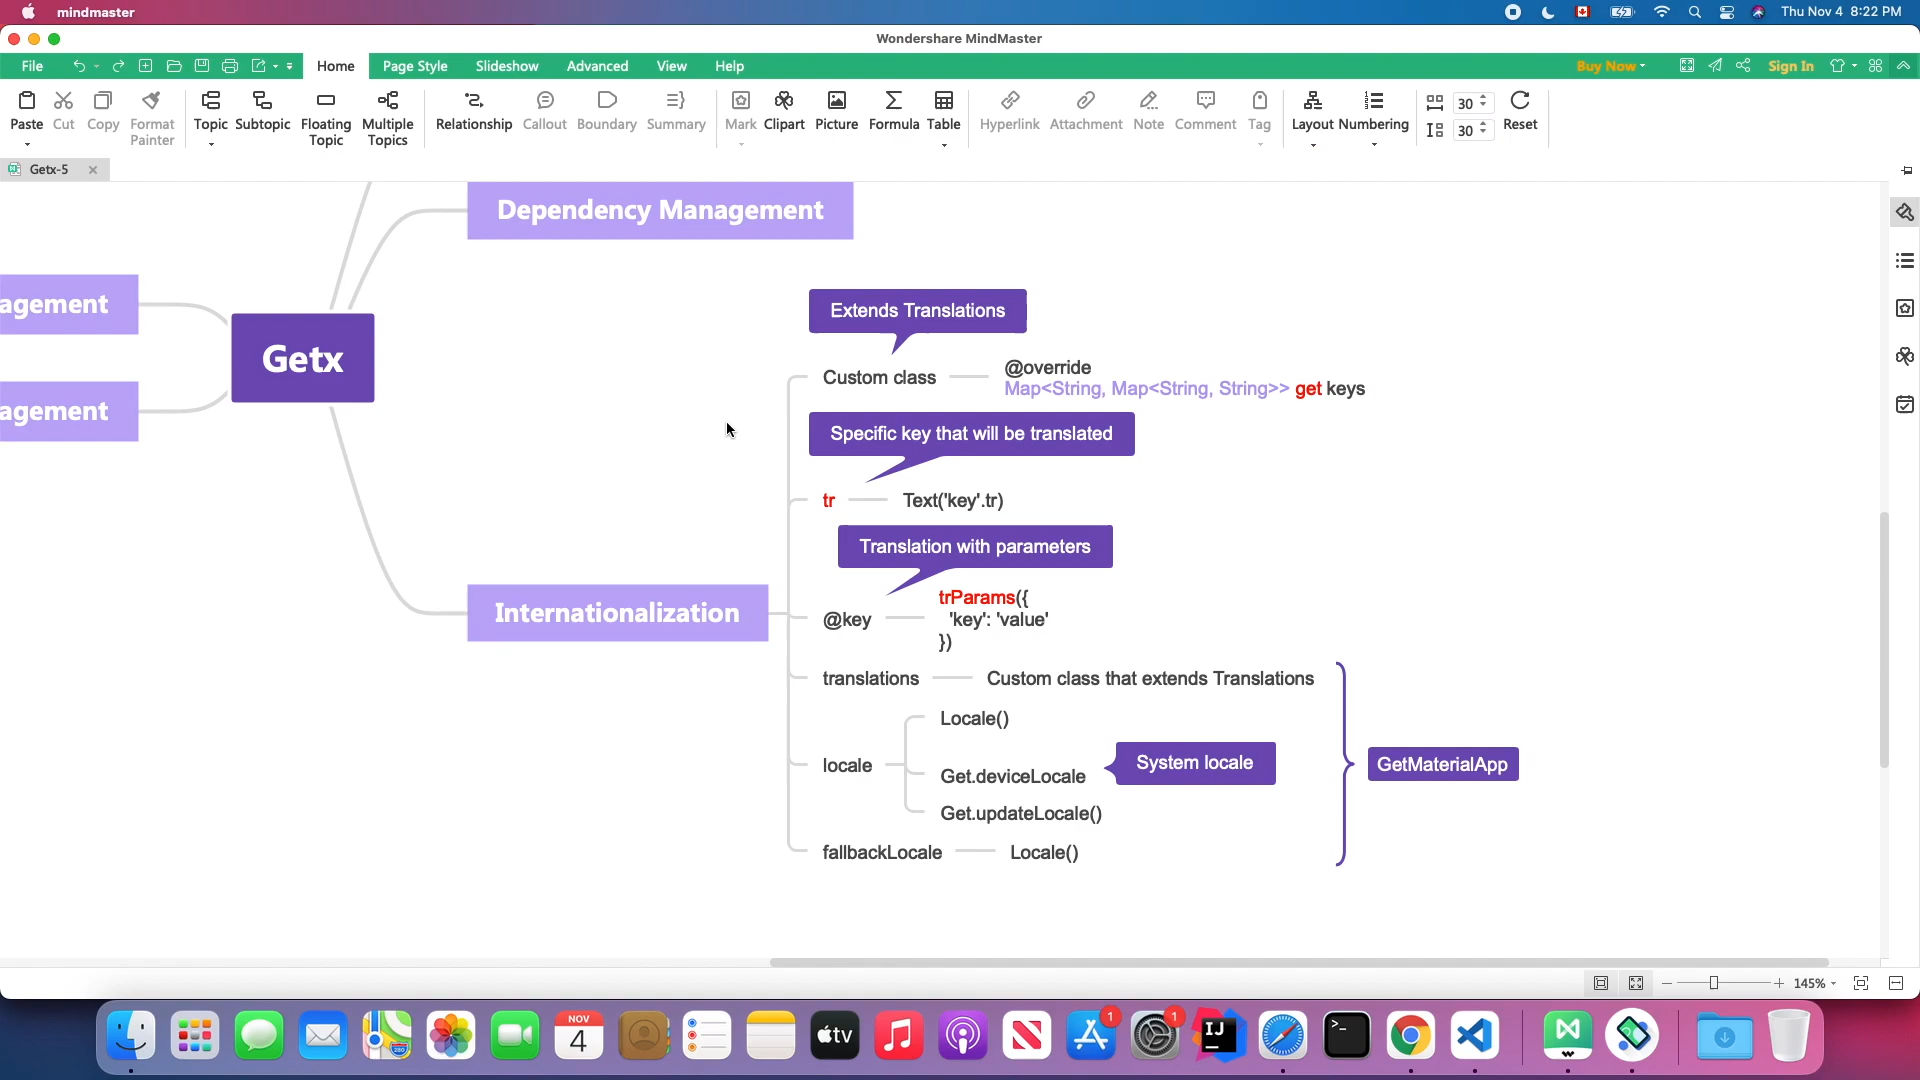 mindmaster
Thu Nov 4 8:22 PM
Wondershare MindMaster
File
Home
Page Style
Slideshow
Advanced
View
Help
Buy Now
Sign In
Paste
Cut
Copy
Format
Painter
Topic
Subtopic
Floating
Topic
Multiple
Topics
Relationship
Callout
Boundary
Summary
Mark
Clipart
Picture
Formula
Table
Hyperlink
Attachment
Note
Comment
Tag
Layout
Numbering
30
30
Reset
Getx-5
Dependency Management
agement
Getx
agement
Extends Translations
Custom class
@override
Map<String, Map<String, String>> get keys
Specific key that will be translated
tr
Text('key'.tr)
Translation with parameters
@key
trParams({
'key': 'value'
})
Internationalization
translations
Custom class that extends Translations
Locale()
locale
Get.deviceLocale
System locale
GetMaterialApp
Get.updateLocale()
fallbackLocale
Locale()
145%
NOV
4
280
tv
1
1
IJ
>_